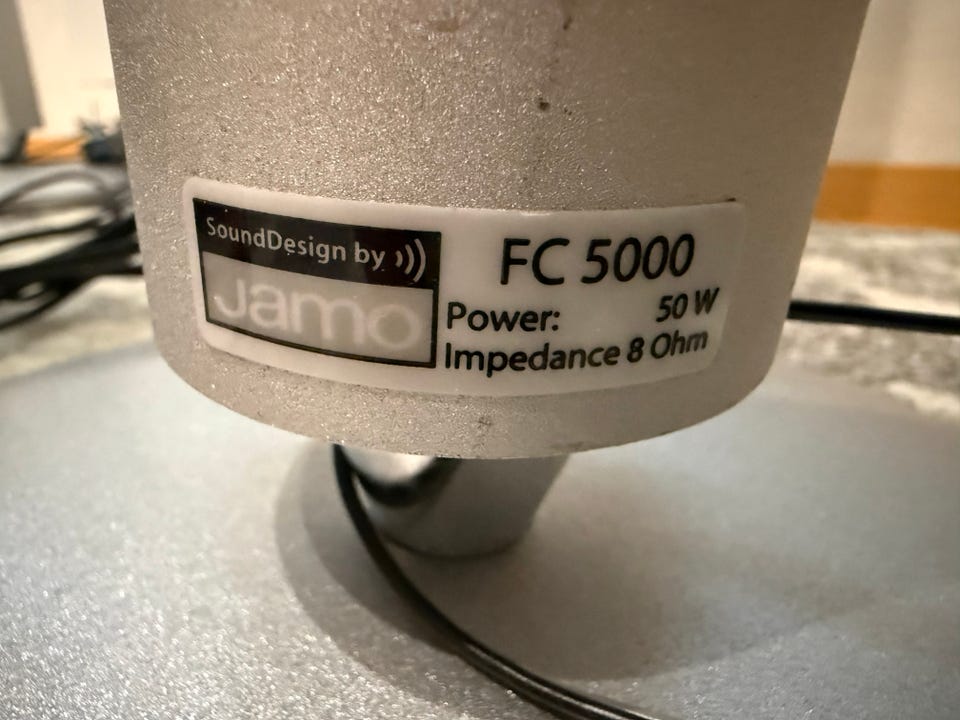 SoundDesign by
Jamo
FC 5000
Power: 50 W
Impedance 8 Ohm